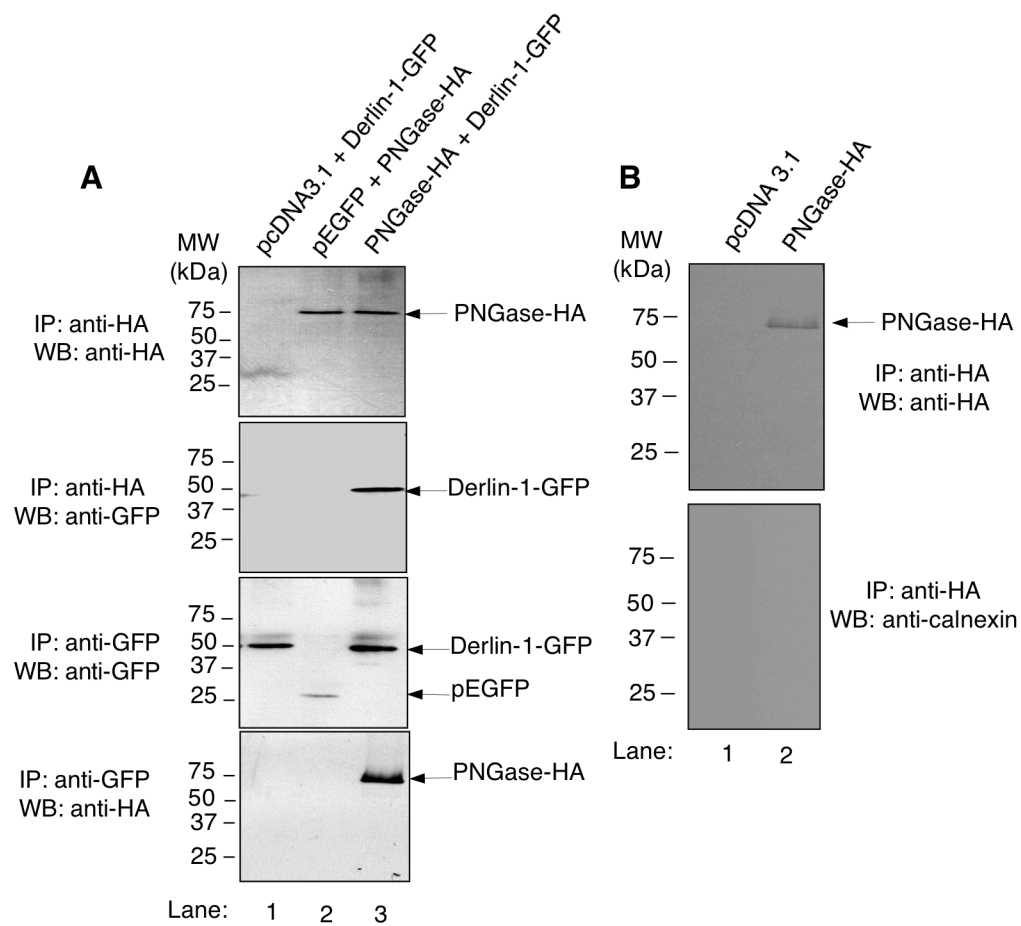 A
pcDNA3.1 + Derlin-1-GFP
pEGFP + PNGase-HA
PNGase-HA + Derlin-1-GFP
MW
(kDa)
IP: anti-HA
WB: anti-HA
75
50
37
25
PNGase-HA
IP: anti-HA
WB: anti-GFP
75
50
37
25
Derlin-1-GFP
IP: anti-GFP
WB: anti-GFP
75
50
37
25
Derlin-1-GFP
pEGFP
IP: anti-GFP
WB: anti-HA
75
50
37
25
PNGase-HA
Lane: 1 2 3
B
pcDNA 3.1
PNGase-HA
MW
(kDa)
75
50
37
25
PNGase-HA
IP: anti-HA
WB: anti-HA
75
50
37
25
IP: anti-HA
WB: anti-calnexin
Lane: 1 2